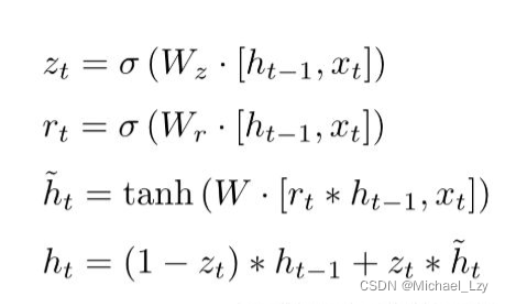 z_t = σ (W_z · [h_{t−1}, x_t])
r_t = σ (W_r · [h_{t−1}, x_t])
h̃_t = tanh (W · [r_t * h_{t−1}, x_t])
h_t = (1 − z_t) * h_{t−1} + z_t * h̃_t
CSDN @Michael_Lzy